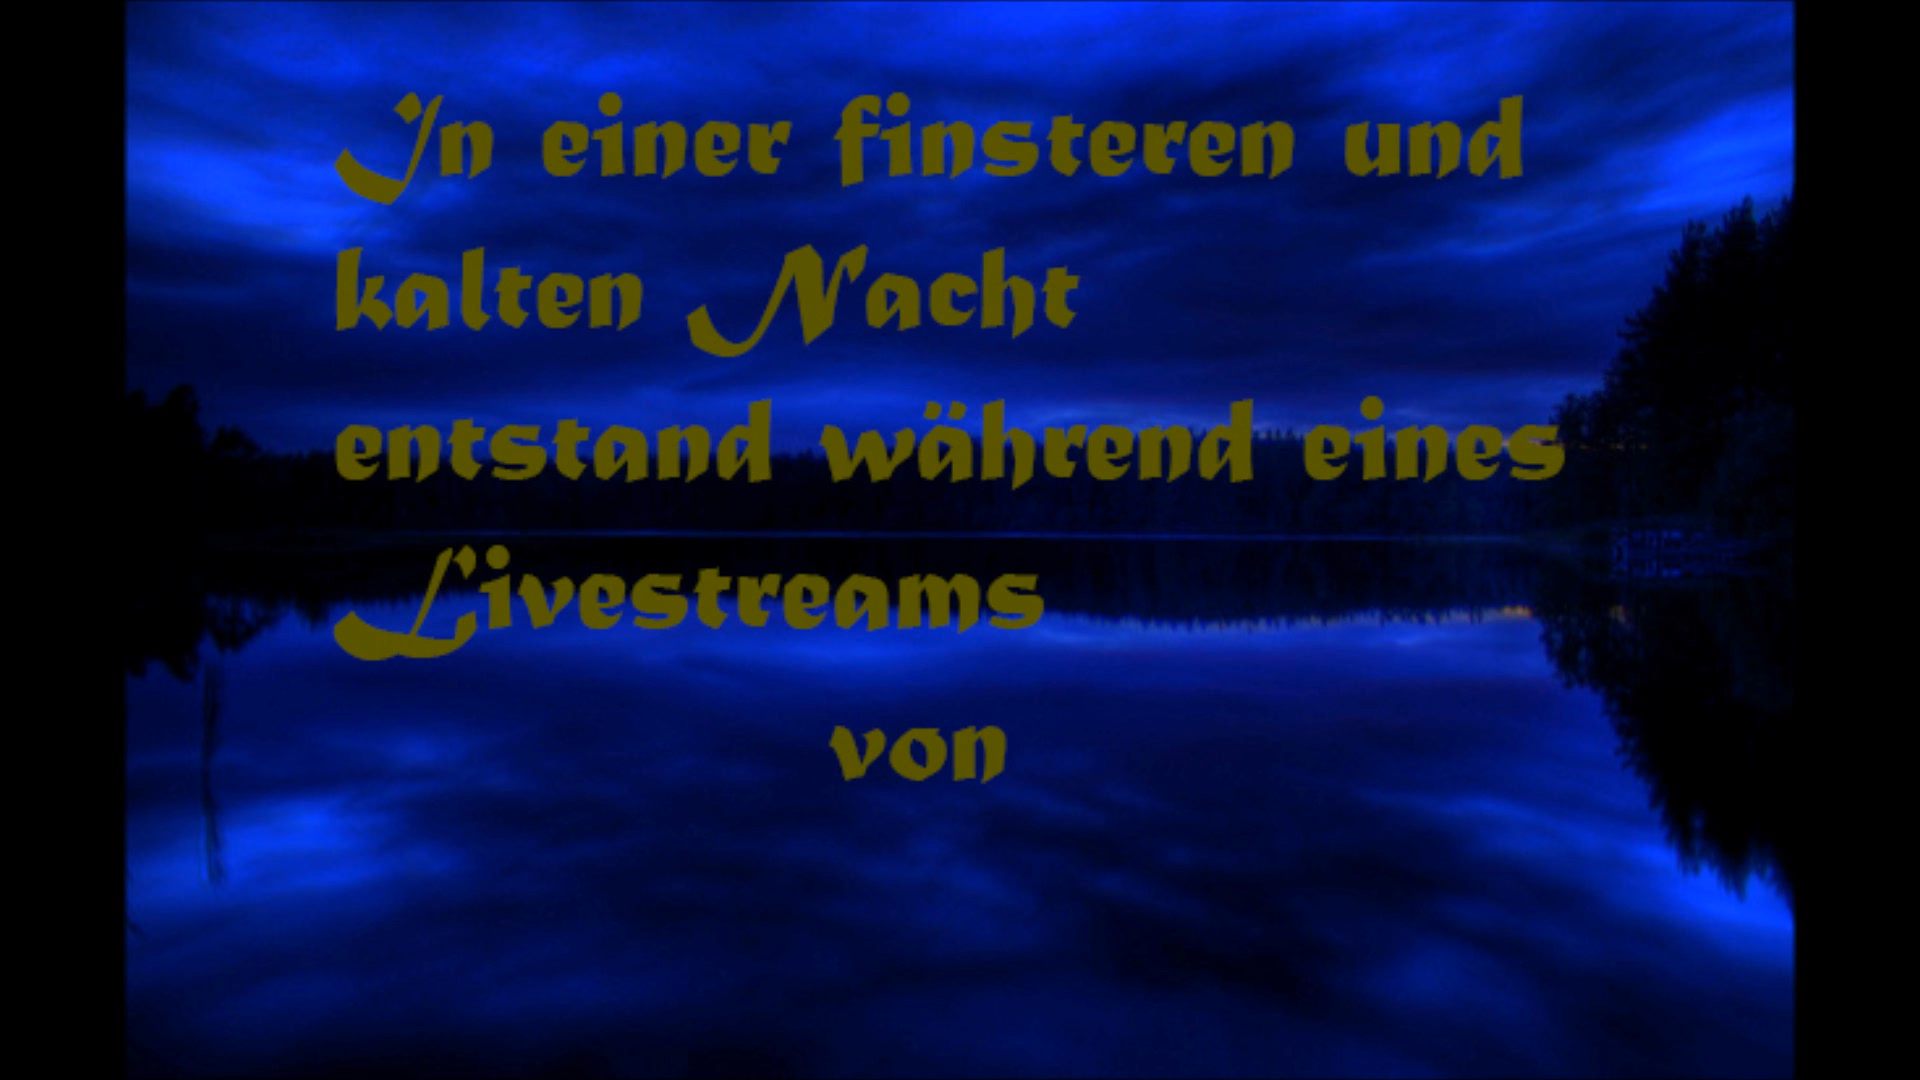 In einer finsteren und
kalten Nacht
entstand während eines
Livestreams
von